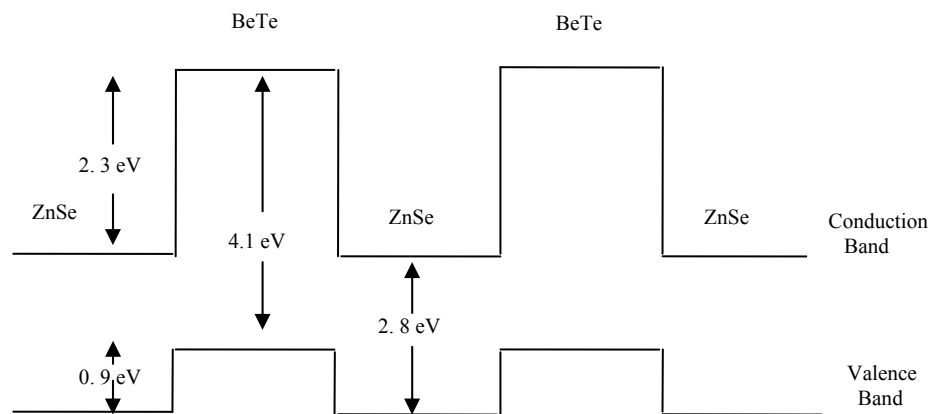 BeTe
BeTe
2. 3 eV
ZnSe
ZnSe
ZnSe
Conduction
Band
4.1 eV
2. 8 eV
0. 9 eV
Valence
Band